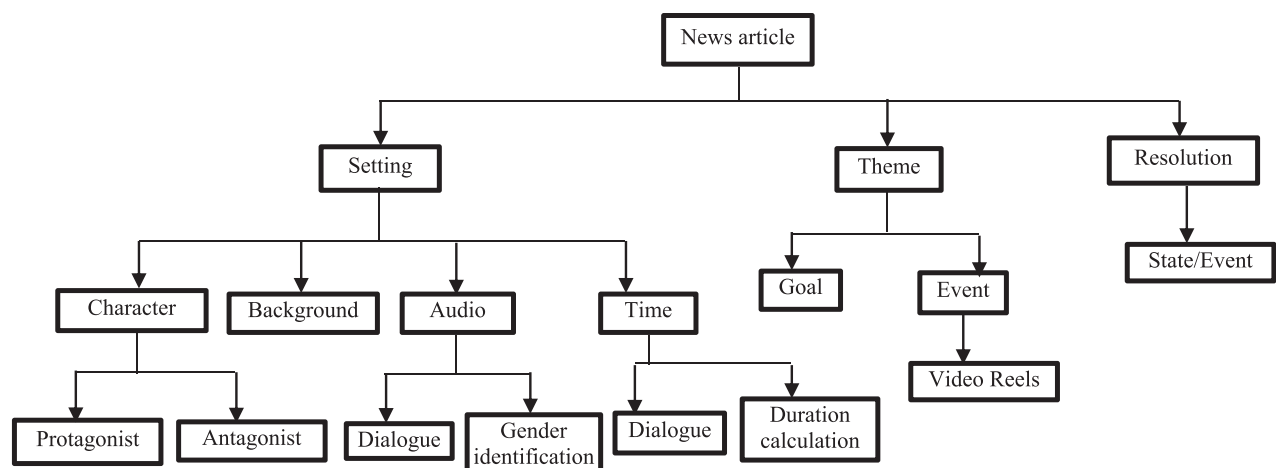 News article
Setting
Theme
Resolution
Character
Background
Audio
Time
Goal
Event
State/Event
Video Reels
Protagonist
Antagonist
Dialogue
Gender
identification
Dialogue
Duration
calculation